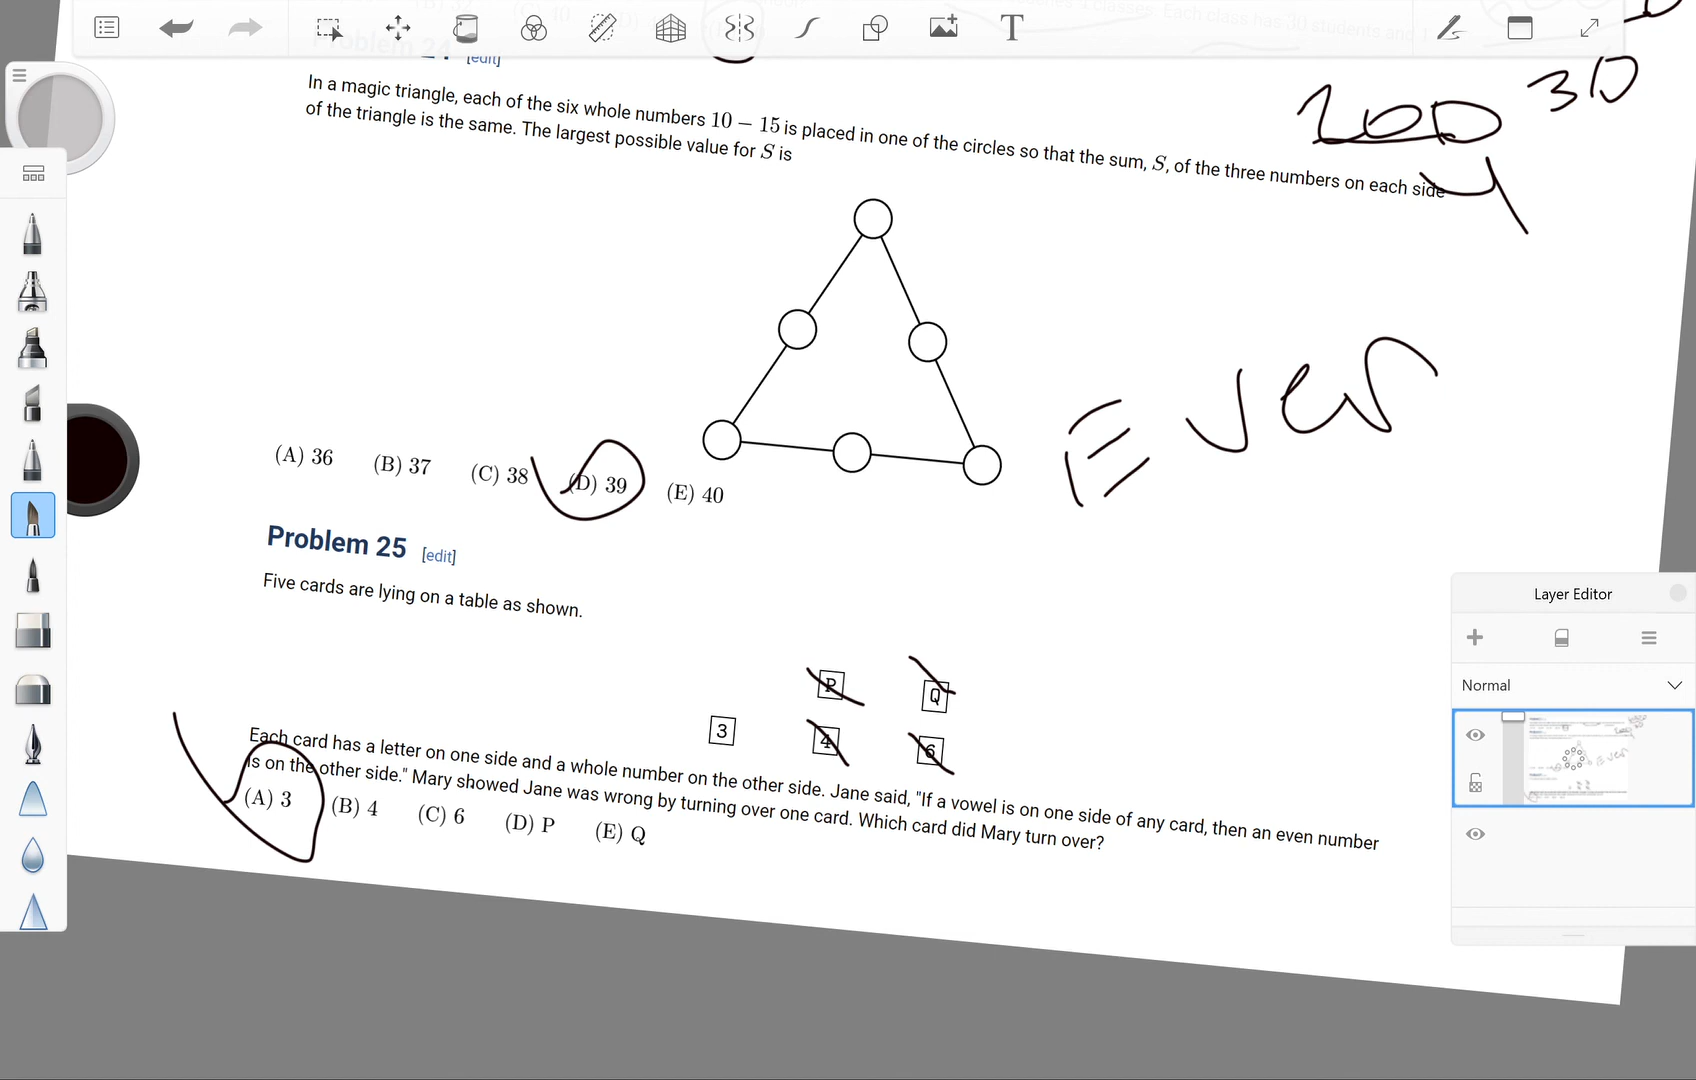 Problem 24 [edit]
In a magic triangle, each of the six whole numbers 10 – 15 is placed in one of the circles so that the sum, S, of the three numbers on each side
of the triangle is the same. The largest possible value for S is
200
30
4
Ever
(A) 36 (B) 37 (C) 38 (D) 39 (E) 40
Problem 25 [edit]
Five cards are lying on a table as shown.
P Q
3 4 6
Each card has a letter on one side and a whole number on the other side. Jane said, "If a vowel is on one side of any card, then an even number
is on the other side." Mary showed Jane was wrong by turning over one card. Which card did Mary turn over?
(A) 3 (B) 4 (C) 6 (D) P (E) Q
T
Layer Editor
Normal